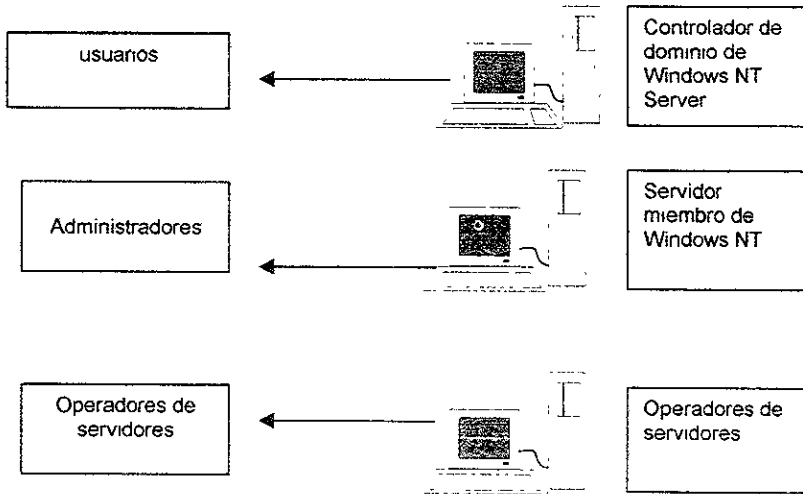 usuarios
Controlador de
dominio de
Windows NT
Server
Administradores
Servidor
miembro de
Windows NT
Operadores de
servidores
Operadores de
servidores